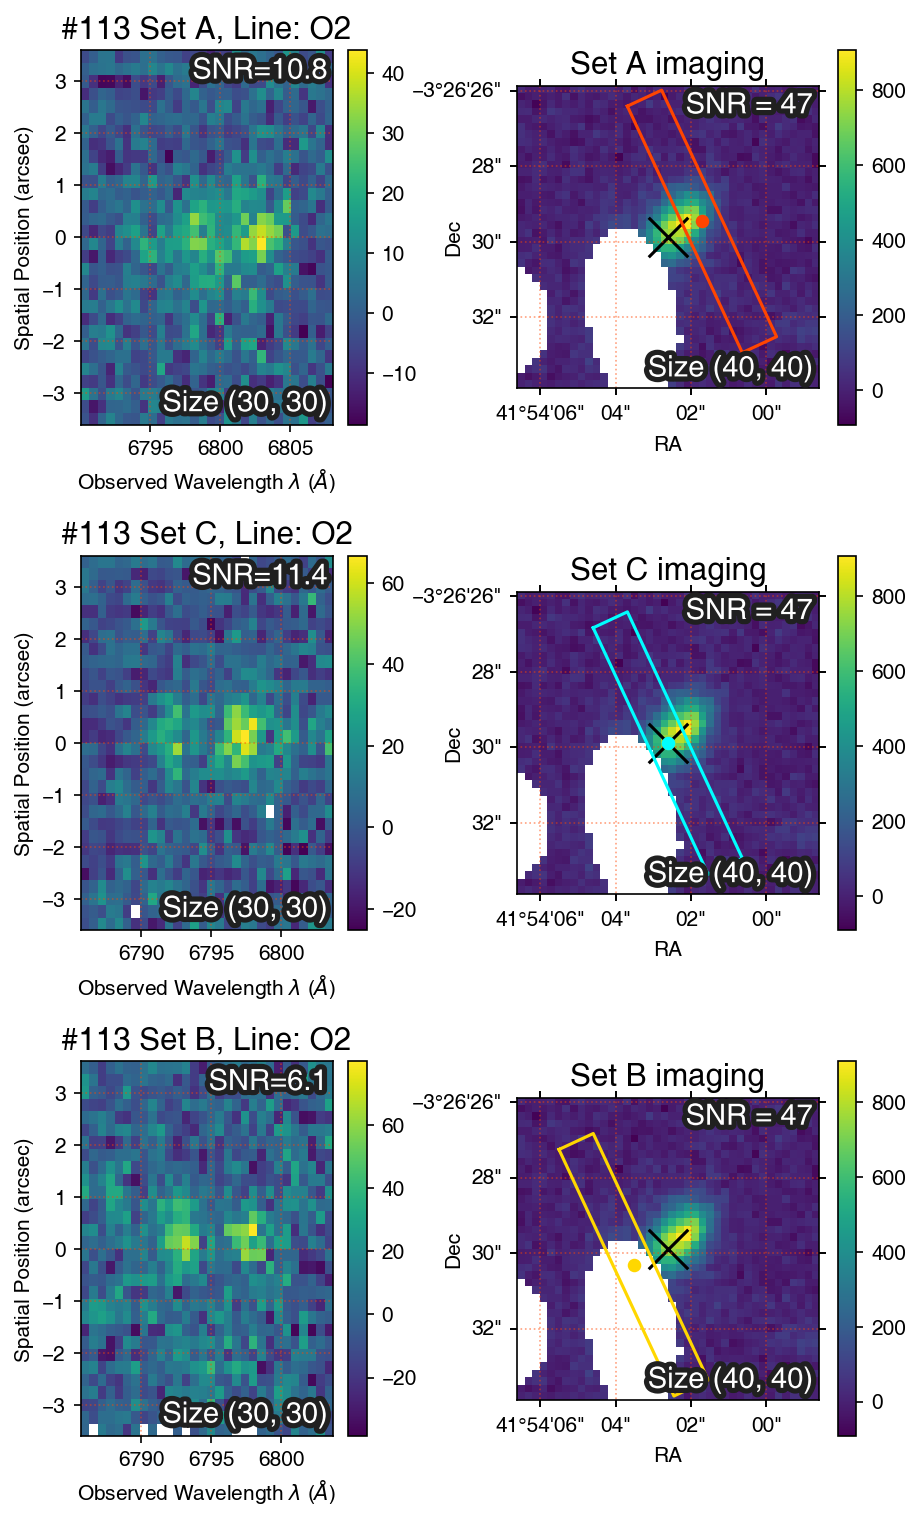 #113 Set A, Line: O2
SNR=10.8
3
2
1
0
−1
−2
−3
Spatial Position (arcsec)
Size (30, 30)
6795 6800 6805
Observed Wavelength λ (Å)
40
30
20
10
0
−10
Set A imaging
SNR = 47
−3°26'26"
28"
30"
32"
Dec
Size (40, 40)
41°54'06" 04" 02" 00"
RA
800
600
400
200
0
#113 Set C, Line: O2
SNR=11.4
3
2
1
0
−1
−2
−3
Spatial Position (arcsec)
Size (30, 30)
6790 6795 6800
Observed Wavelength λ (Å)
60
40
20
0
−20
Set C imaging
SNR = 47
−3°26'26"
28"
30"
32"
Dec
Size (40, 40)
41°54'06" 04" 02" 00"
RA
800
600
400
200
0
#113 Set B, Line: O2
SNR=6.1
3
2
1
0
−1
−2
−3
Spatial Position (arcsec)
Size (30, 30)
6790 6795 6800
Observed Wavelength λ (Å)
60
40
20
0
−20
Set B imaging
SNR = 47
−3°26'26"
28"
30"
32"
Dec
Size (40, 40)
41°54'06" 04" 02" 00"
RA
800
600
400
200
0